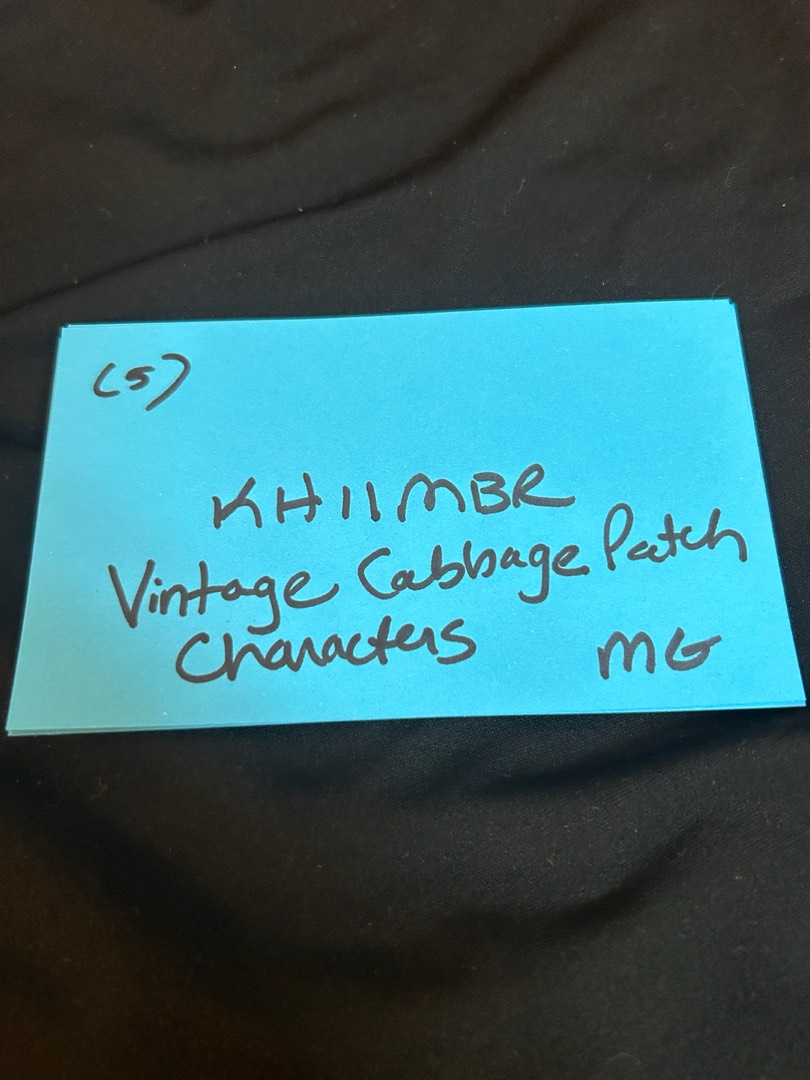 (5)
KH11MBR
Vintage Cabbage Patch
Characters MG